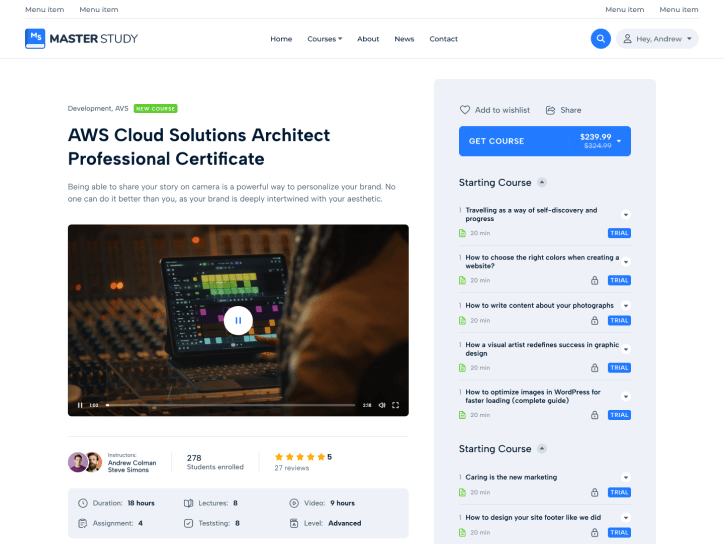 Menu item Menu item Menu item Menu item
MS MASTER STUDY Home Courses About News Contact Hey, Andrew
Development, AVS NEW COURSE
AWS Cloud Solutions Architect
Professional Certificate
Being able to share your story on camera is a powerful way to personalize your brand. No
one can do it better than you, as your brand is deeply intertwined with your aesthetic.
1:03 2:38
Instructors:
Andrew Colman
Steve Simons
278
Students enrolled
5
27 reviews
Duration: 18 hours Lectures: 8 Video: 9 hours
Assignment: 4 Teststing: 8 Level: Advanced
Add to wishlist Share
GET COURSE $239.99
$324.99
Starting Course
1 Travelling as a way of self-discovery and
progress
20 min TRIAL
1 How to choose the right colors when creating a
website?
20 min TRIAL
1 How to write content about your photographs
20 min TRIAL
1 How a visual artist redefines success in graphic
design
20 min TRIAL
1 How to optimize images in WordPress for
faster loading (complete guide)
20 min TRIAL
Starting Course
1 Caring is the new marketing
20 min TRIAL
1 How to design your site footer like we did
20 min TRIAL